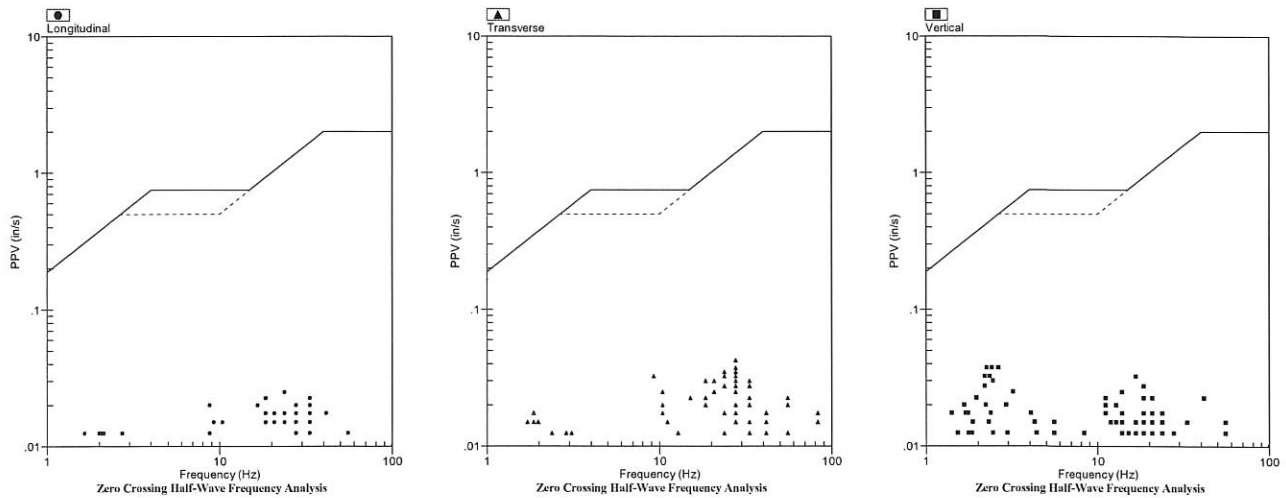 Longitudinal
10
1
.1
.01
PPV (in/s)
1
10
100
Frequency (Hz)
Zero Crossing Half-Wave Frequency Analysis
Transverse
10
1
.1
.01
PPV (in/s)
1
10
100
Frequency (Hz)
Zero Crossing Half-Wave Frequency Analysis
Vertical
10
1
.1
.01
PPV (in/s)
1
10
100
Frequency (Hz)
Zero Crossing Half-Wave Frequency Analysis